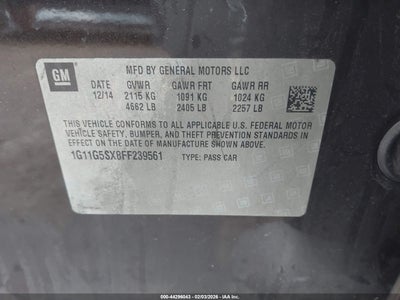 GM MFD BY GENERAL MOTORS LLC
DATE GVWR GAWR FRT GAWR RR
12/14 2115 KG 1091 KG 1024 KG
4662 LB 2405 LB 2257 LB
THIS VEHICLE CONFORMS TO ALL APPLICABLE U.S. FEDERAL MOTOR
VEHICLE SAFETY, BUMPER, AND THEFT PREVENTION STANDARDS IN
EFFECT ON THE DATE OF MANUFACTURE SHOWN ABOVE.
1G11G5SX8FF239561 TYPE: PASS CAR
© STOCK# - 44296043 - 02/03/2026 - IAA, Inc.